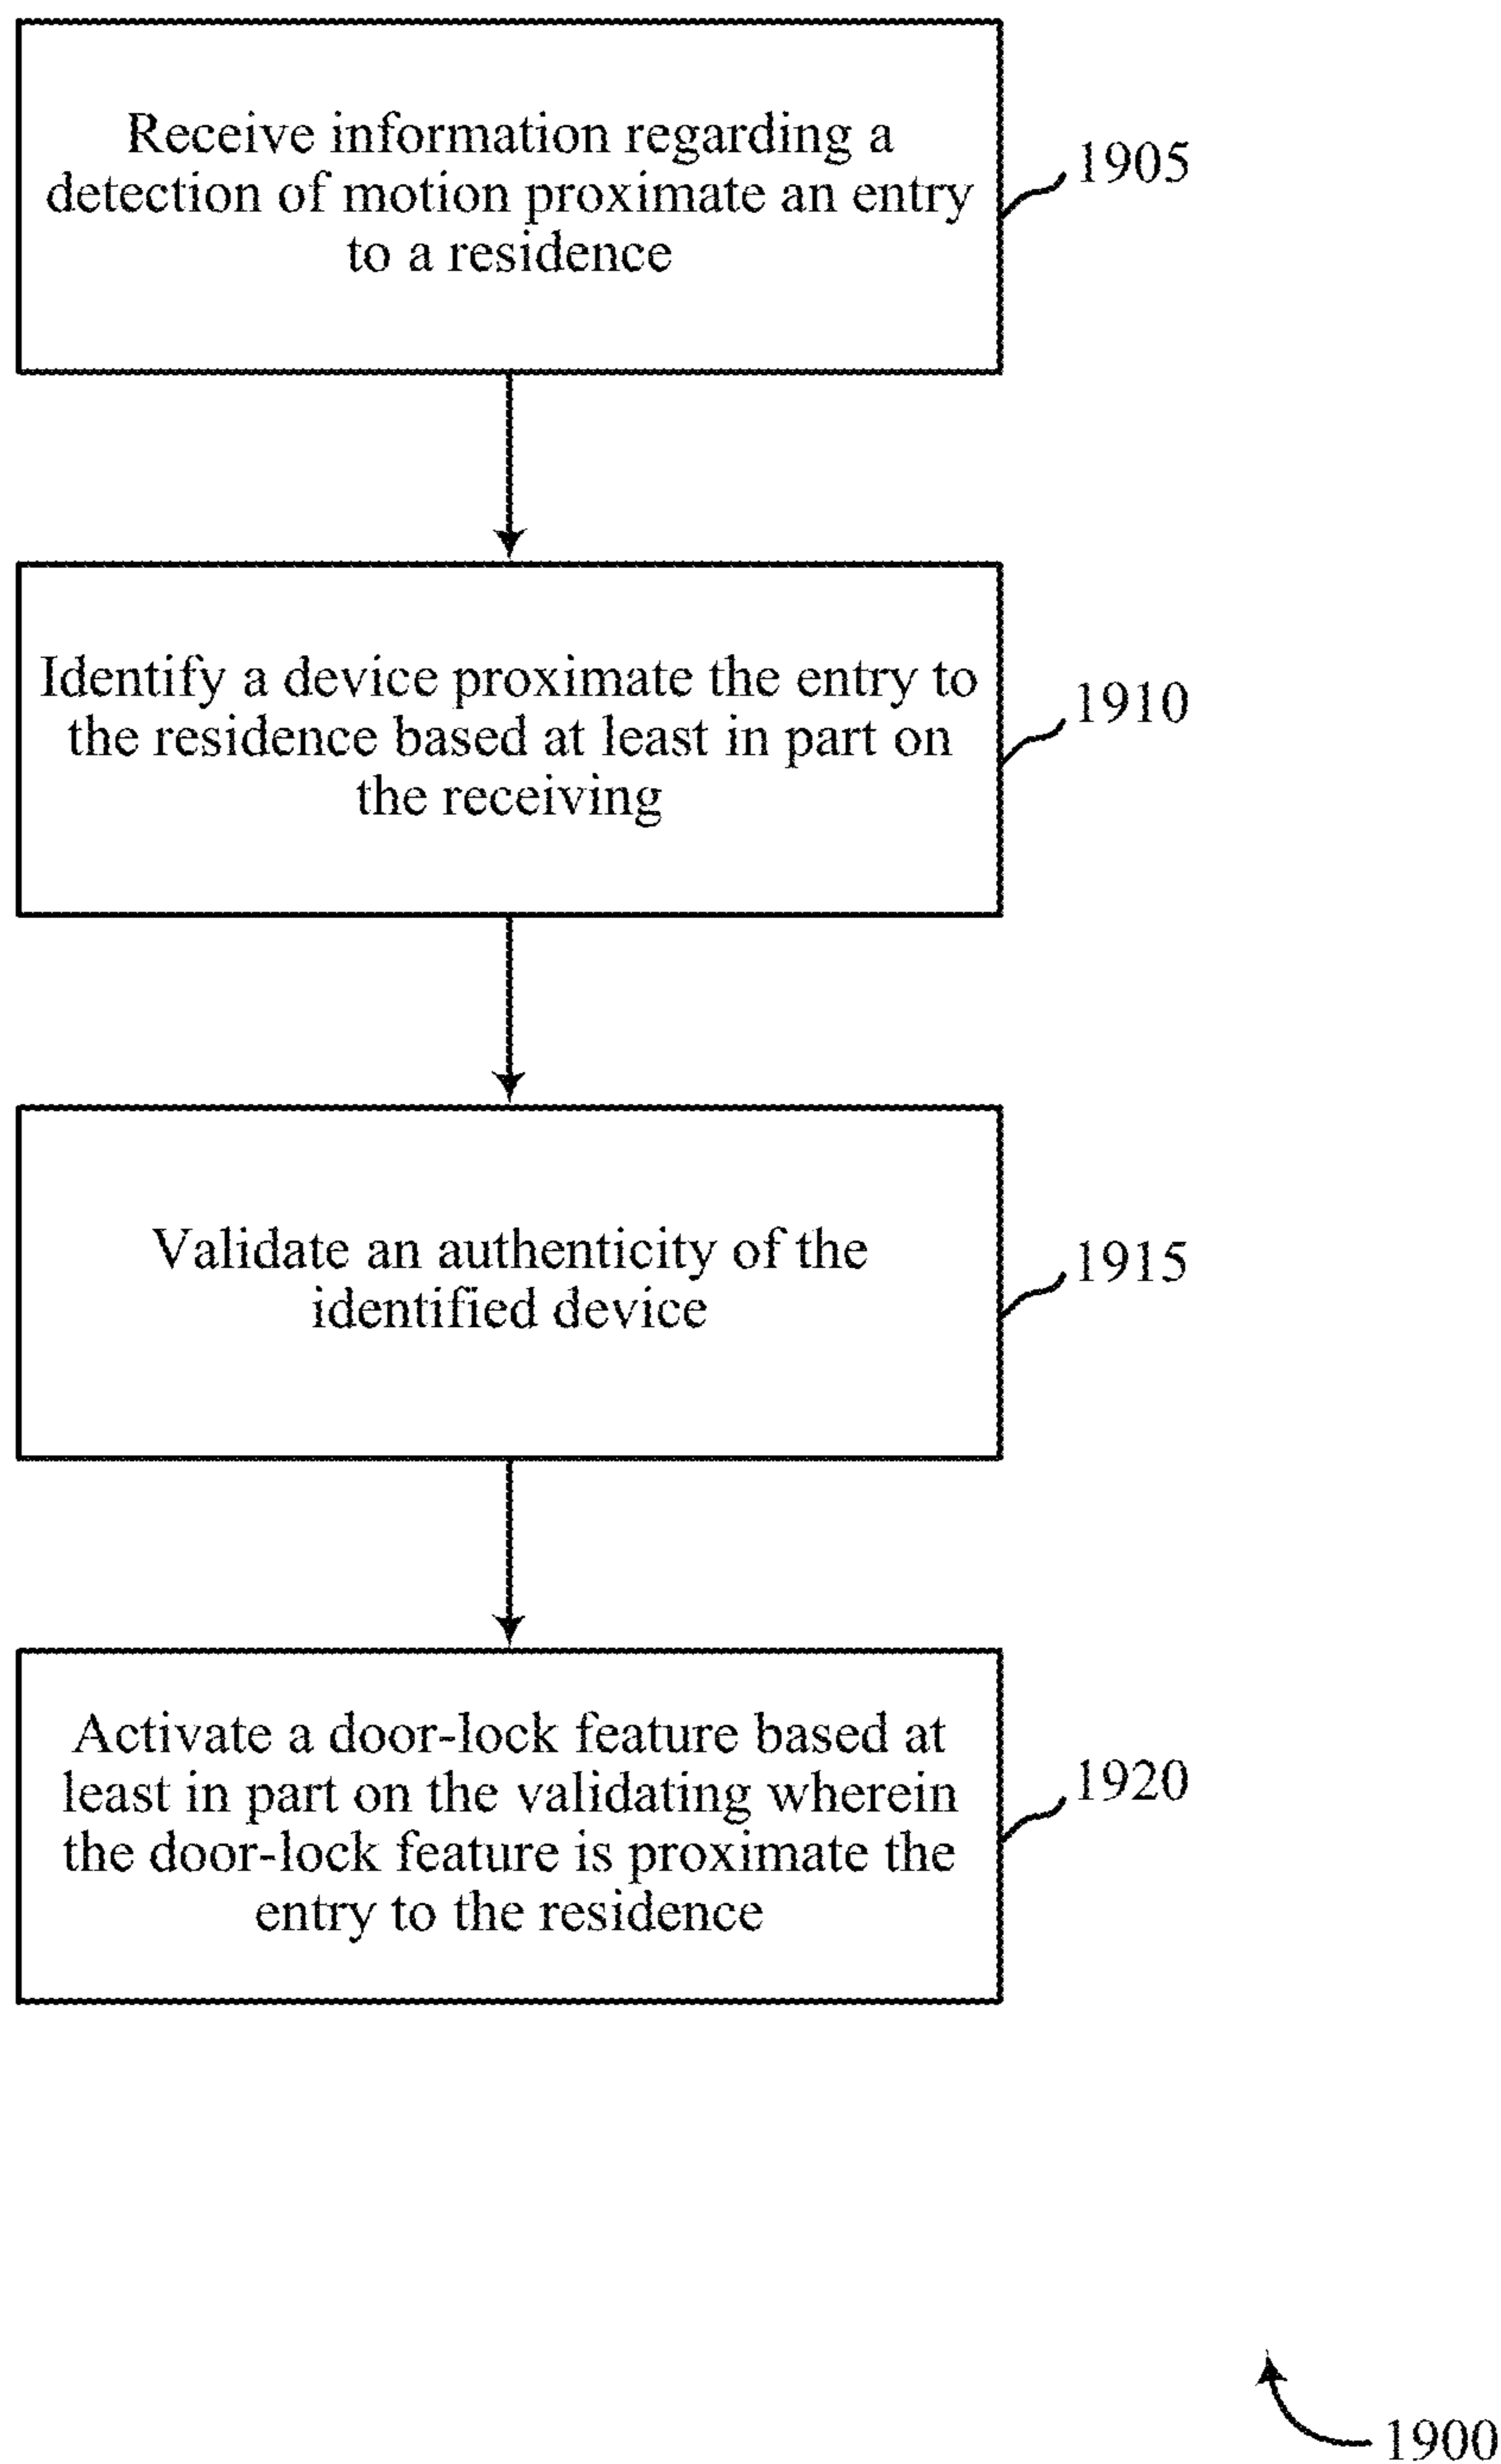 Receive information regarding a
detection of motion proximate an entry
to a residence
1905
Identify a device proximate the entry to
the residence based at least in part on
the receiving
1910
Validate an authenticity of the
identified device
1915
Activate a door-lock feature based at
least in part on the validating wherein
the door-lock feature is proximate the
entry to the residence
1920
1900